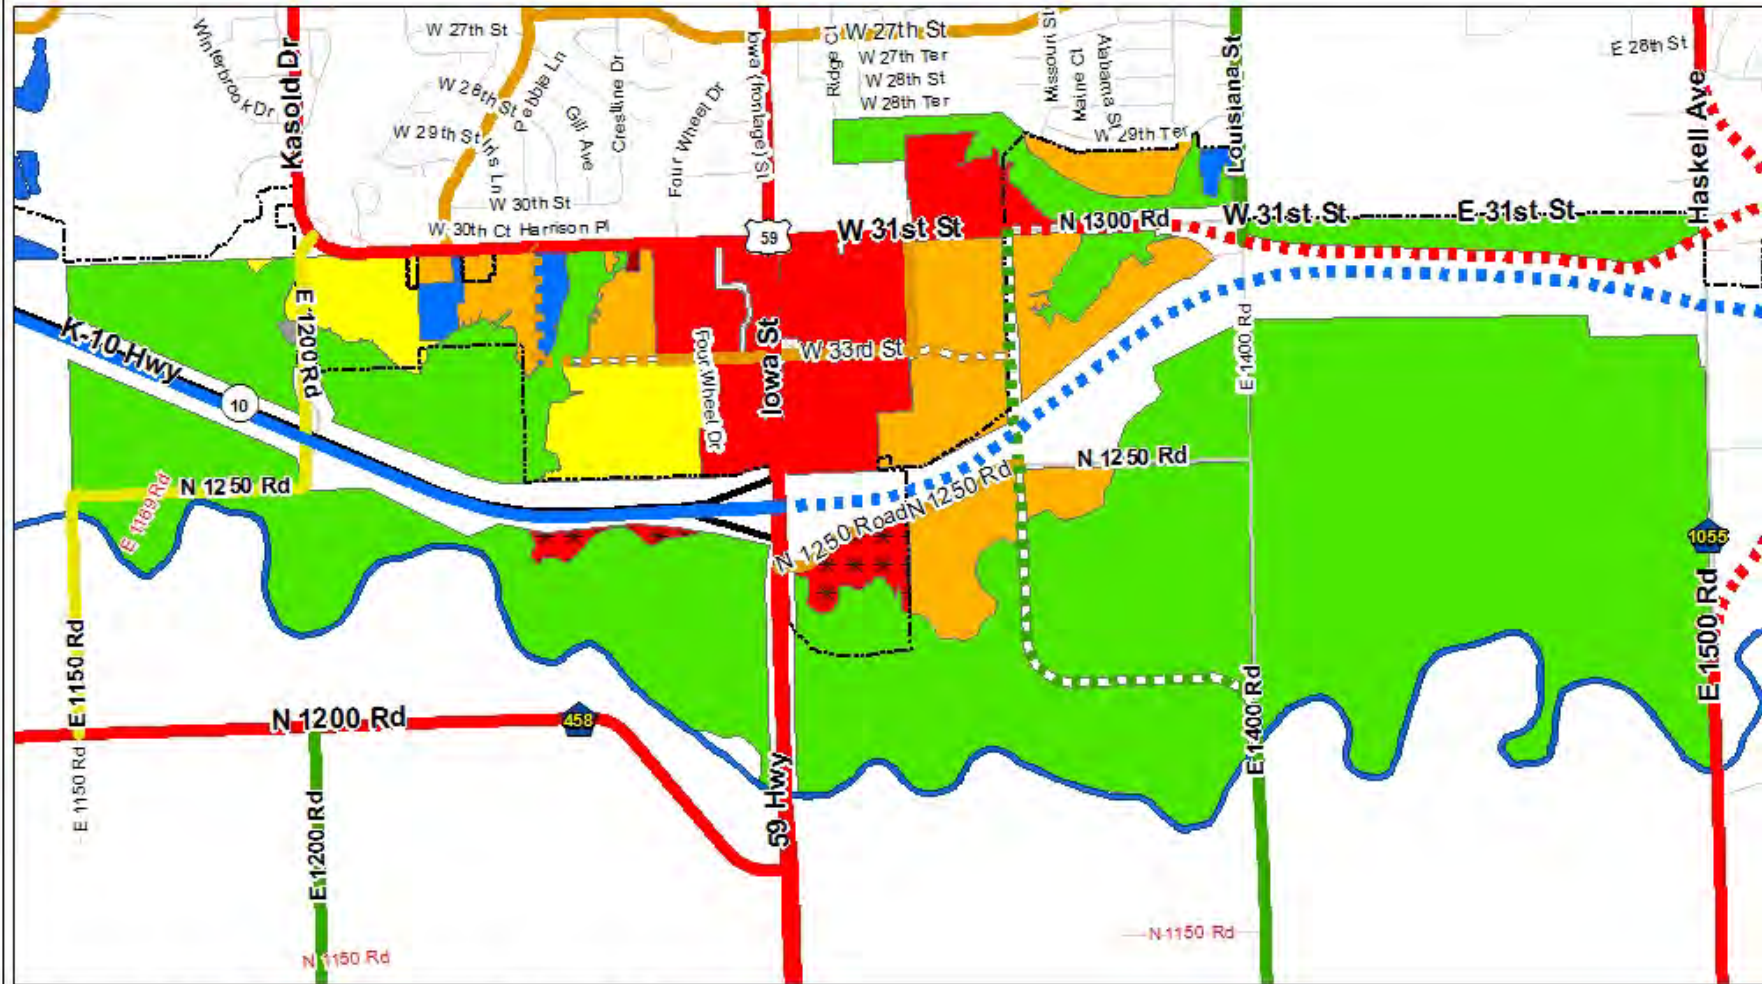 Winterbrook Dr
Kasold Dr
W 27th St
W 28th St
Pebble Ln
W 29th St
Iris Ln
Gill Ave
Crestline Dr
Four Wheel Dr
W 30th St
W 30th Ct
Harrison Pl
Iowa (frontage) St
59
Ridge Ct
W 27th St
W 27th Ter
W 28th St
W 28th Ter
Missouri St
Maine Ct
Alabama St
W 29th Ter
Louisiana St
E 28th St
Haskell Ave
W 31st St
N 1300 Rd
W 31st St
E 31st St
K-10 Hwy
10
E 1200 Rd
Four Wheel Dr
Iowa St
W 33rd St
E 1400 Rd
N 1250 Rd
E 1169 Rd
N 1250 Road
N 1250 Rd
N 1250 Rd
1055
E 1150 Rd
E 1150 Rd
N 1200 Rd
458
E 1200 Rd
59 Hwy
E 1400 Rd
E 1500 Rd
N 1150 Rd
N 1150 Rd